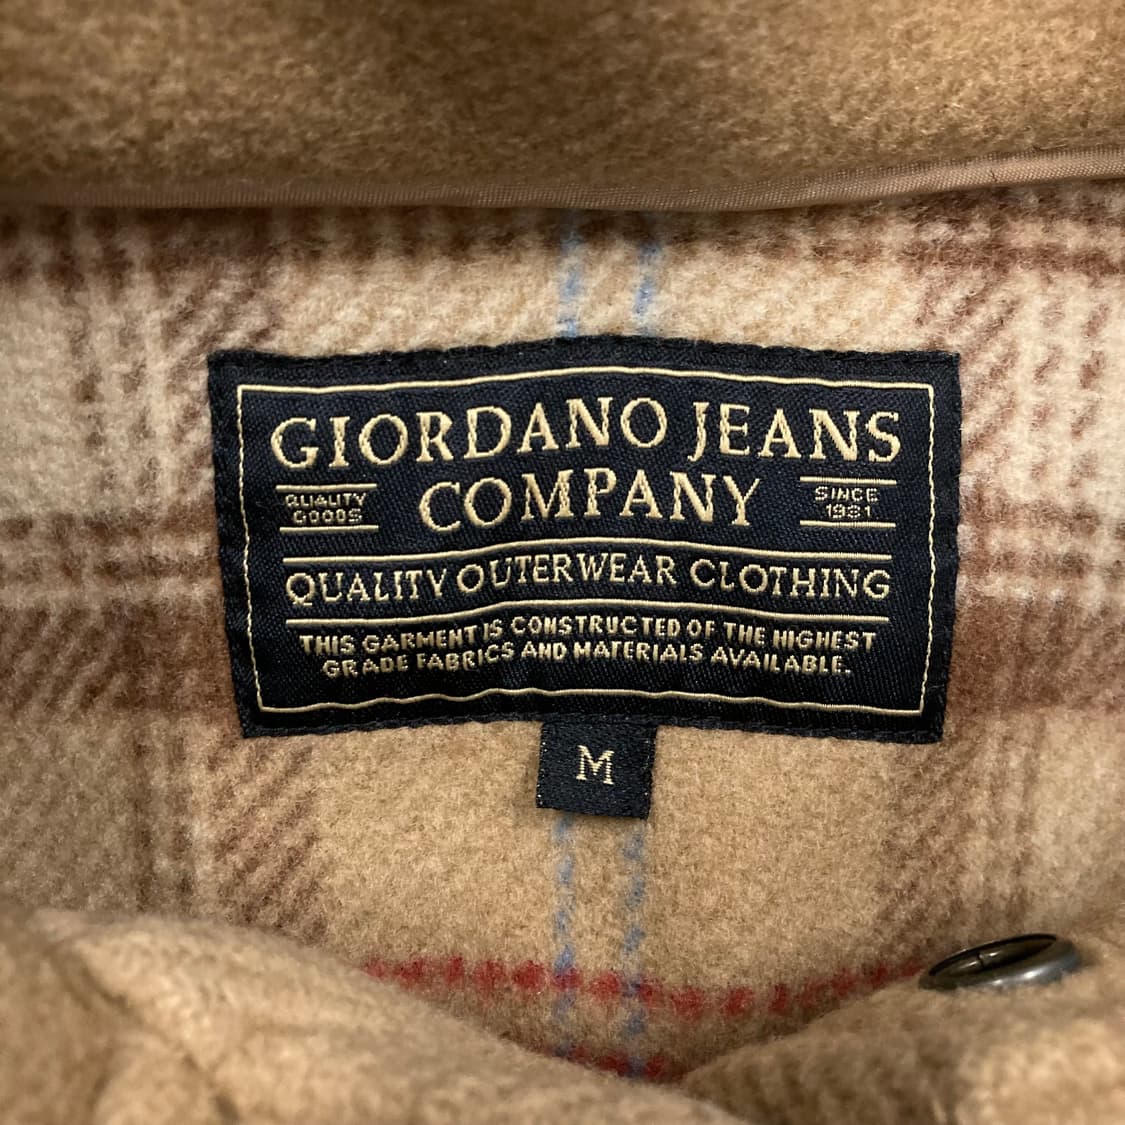 GIORDANO JEANS
COMPANY
QUALITY
GOODS
SINCE
1981
QUALITY OUTERWEAR CLOTHING
THIS GARMENT IS CONSTRUCTED OF THE HIGHEST
GRADE FABRICS AND MATERIALS AVAILABLE.
M